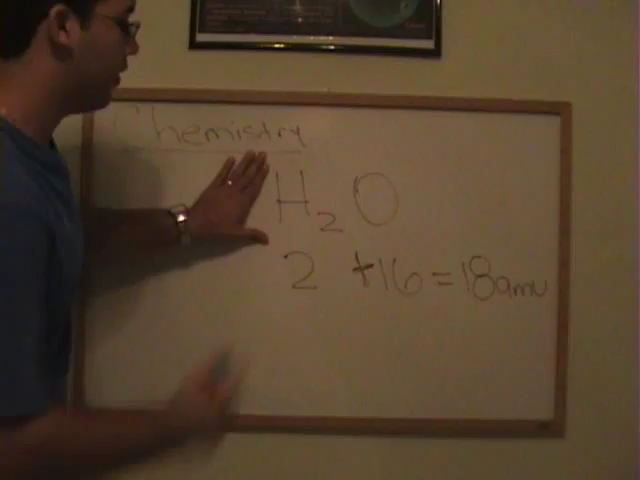 Chemistry
H2O
2 +16 = 18amu